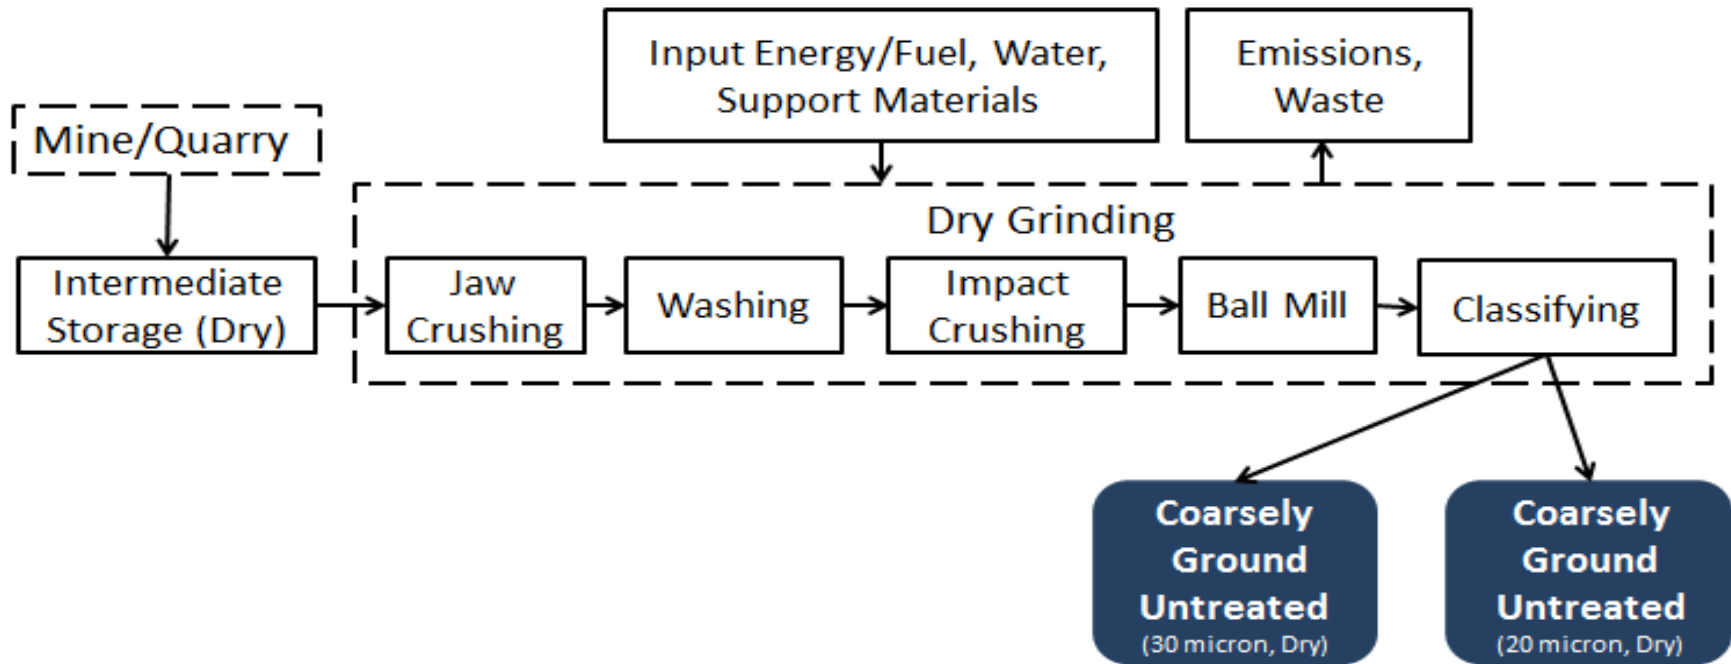 Input Energy/Fuel, Water,
Support Materials
Emissions,
Waste
Mine/Quarry
Dry Grinding
Intermediate
Storage (Dry)
Jaw
Crushing
Washing
Impact
Crushing
Ball Mill
Classifying
Coarsely
Ground
Untreated
(30 micron, Dry)
Coarsely
Ground
Untreated
(20 micron, Dry)